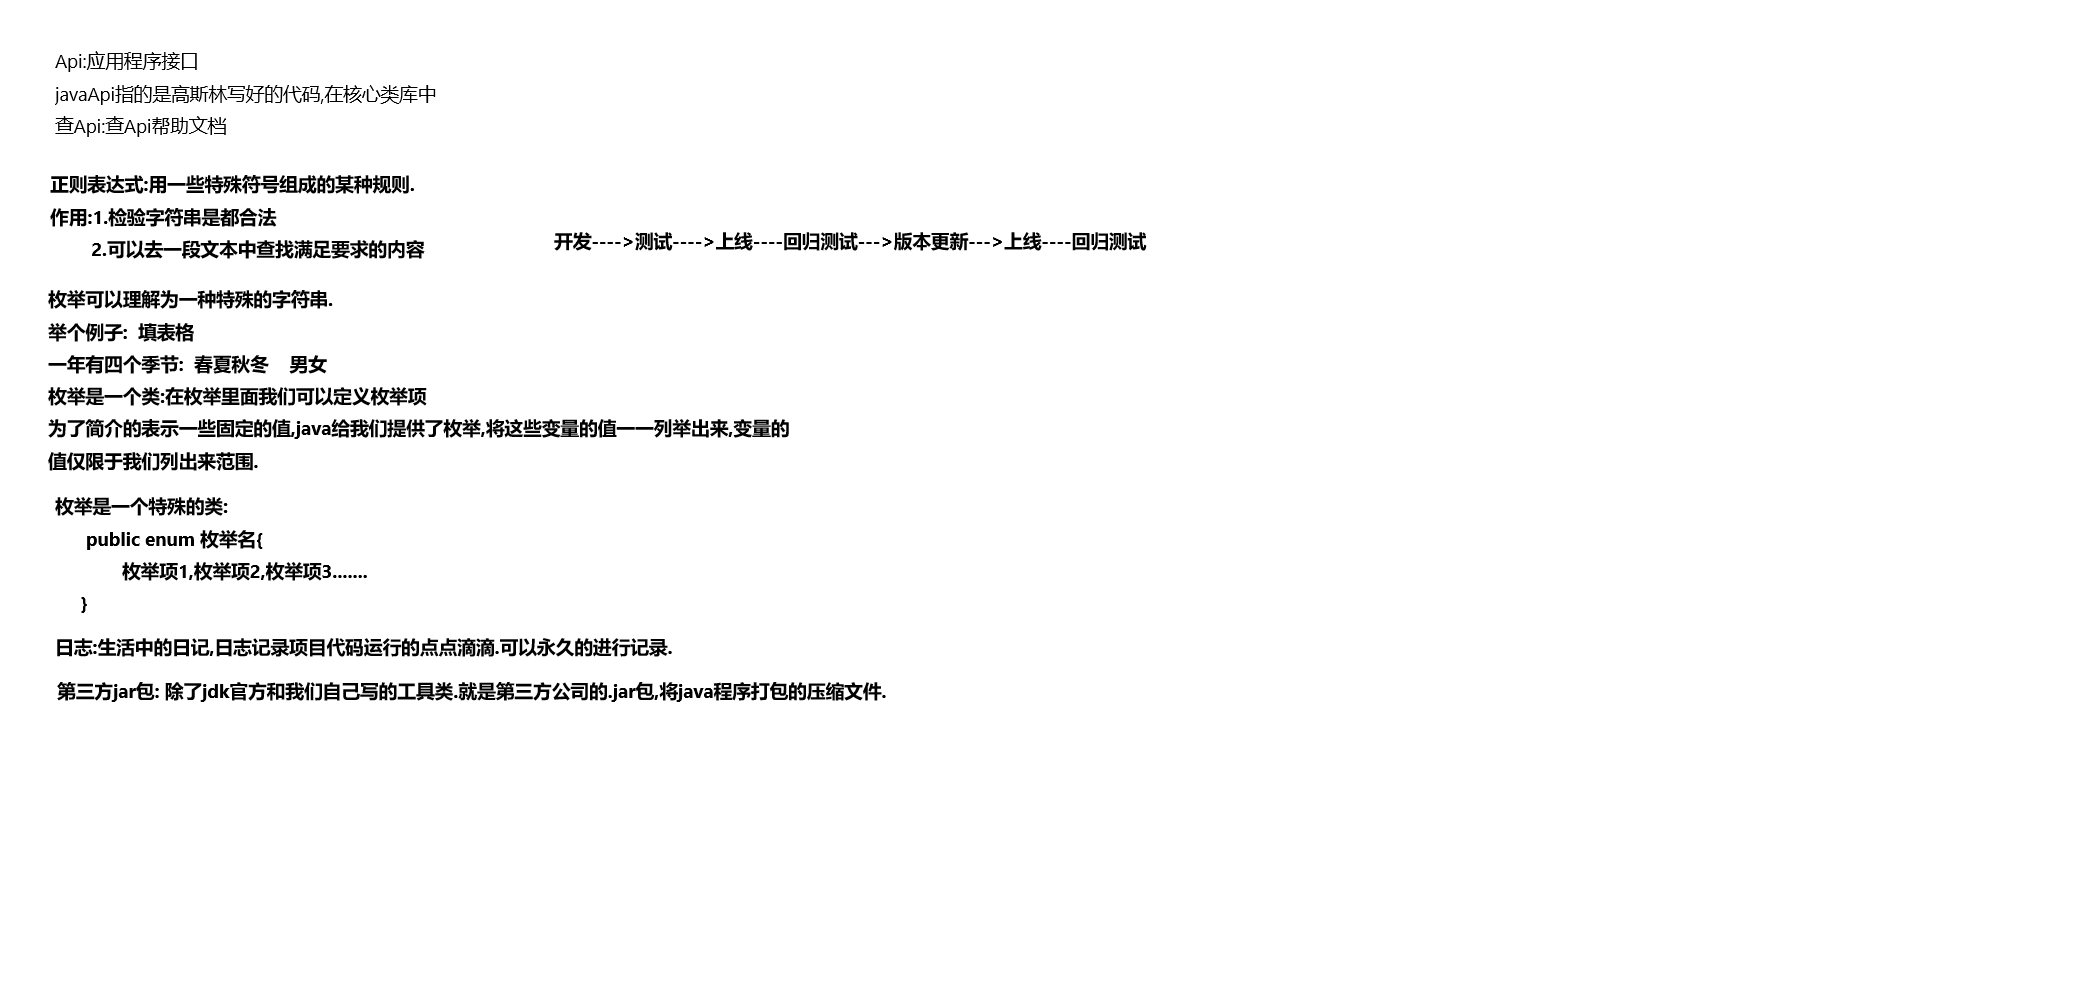 Api:应用程序接口
javaApi指的是高斯林写好的代码,在核心类库中
查Api:查Api帮助文档
正则表达式:用一些特殊符号组成的某种规则.
作用:1.检验字符串是都合法
2.可以去一段文本中查找满足要求的内容
开发---->测试---->上线----回归测试--->版本更新--->上线----回归测试
枚举可以理解为一种特殊的字符串.
举个例子: 填表格
一年有四个季节: 春夏秋冬 男女
枚举是一个类:在枚举里面我们可以定义枚举项
为了简介的表示一些固定的值,java给我们提供了枚举,将这些变量的值一一列举出来,变量的
值仅限于我们列出来范围.
枚举是一个特殊的类:
public enum 枚举名{
枚举项1,枚举项2,枚举项3.......
}
日志:生活中的日记,日志记录项目代码运行的点点滴滴.可以永久的进行记录.
第三方jar包: 除了jdk官方和我们自己写的工具类.就是第三方公司的.jar包,将java程序打包的压缩文件.